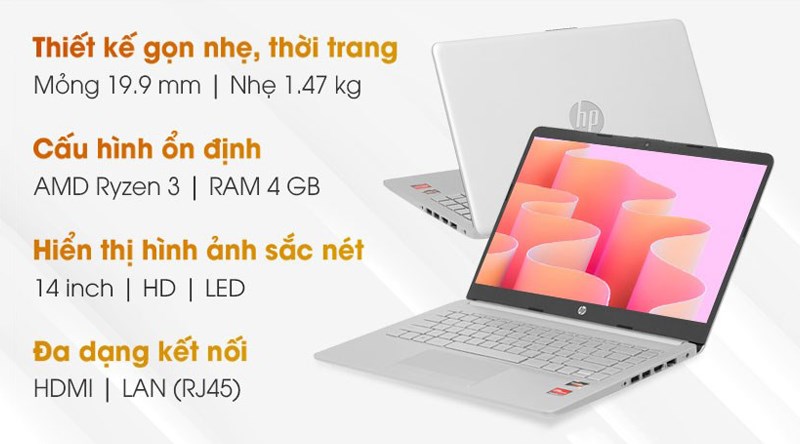 Thiết kế gọn nhẹ, thời trang
Mỏng 19.9 mm | Nhẹ 1.47 kg
Cấu hình ổn định
AMD Ryzen 3 | RAM 4 GB
Hiển thị hình ảnh sắc nét
14 inch | HD | LED
Đa dạng kết nối
HDMI | LAN (RJ45)
hp
hp